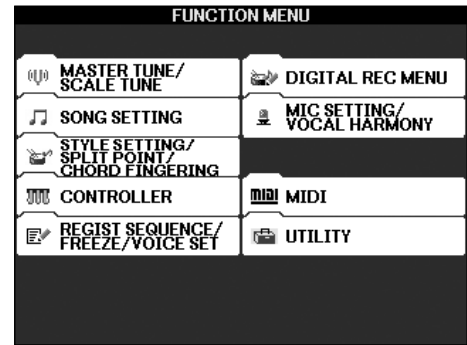 FUNCTION MENU
MASTER TUNE/
SCALE TUNE
SONG SETTING
STYLE SETTING/
SPLIT POINT/
CHORD FINGERING
CONTROLLER
REGIST SEQUENCE/
FREEZE/VOICE SET
DIGITAL REC MENU
MIC SETTING/
VOCAL HARMONY
MIDI MIDI
UTILITY